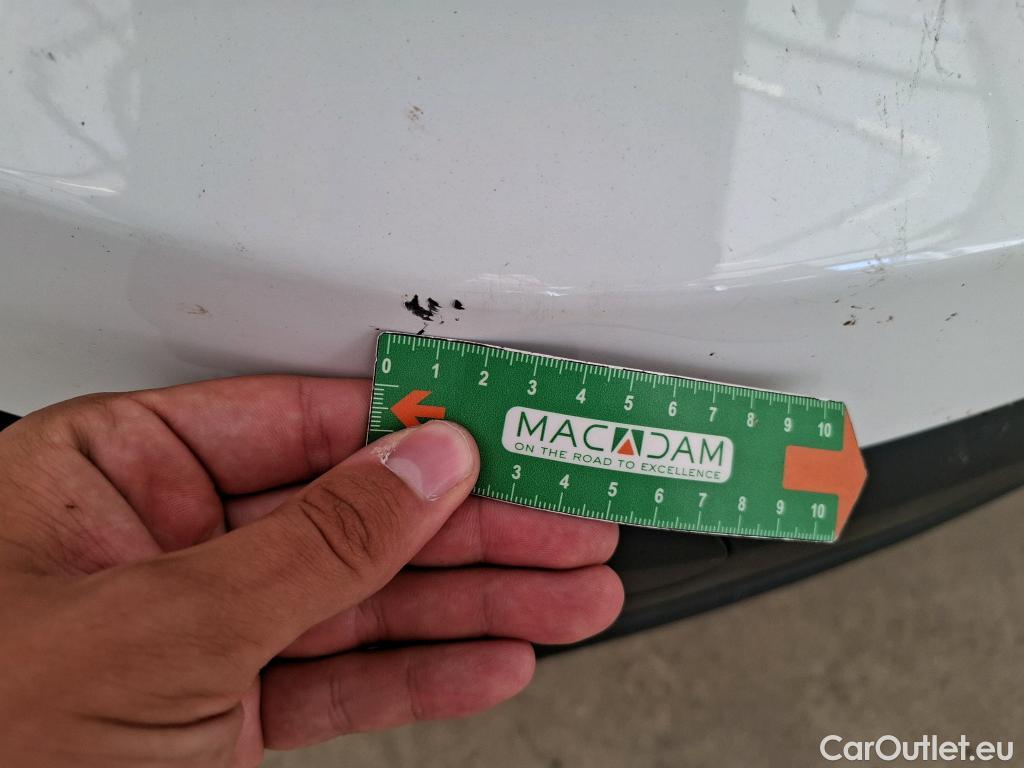 0 1 2 3 4 5 6 7 8 9 10
MACADAM
ON THE ROAD TO EXCELLENCE
3 4 5 6 7 8 9 10
CarOutlet.eu